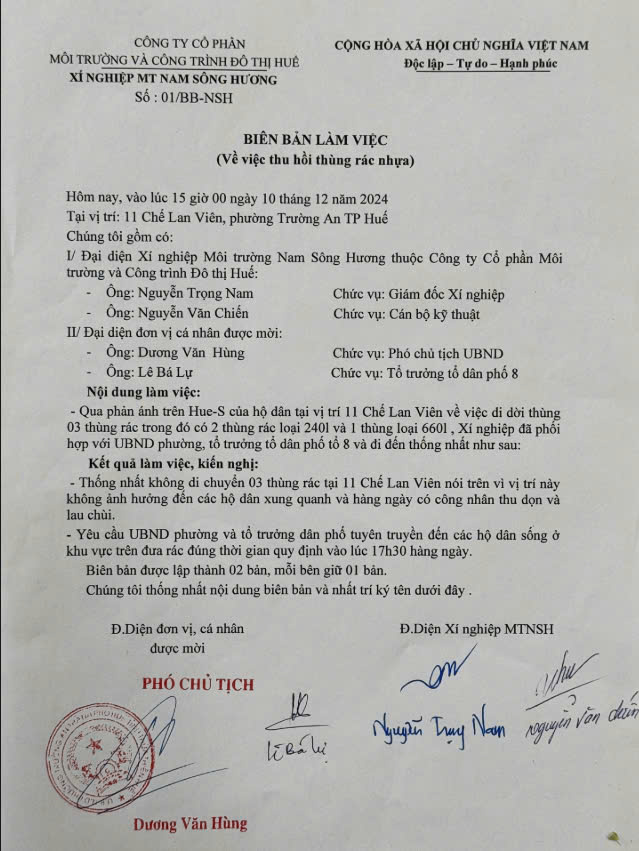 CÔNG TY CỔ PHẦN
MÔI TRƯỜNG VÀ CÔNG TRÌNH ĐÔ THỊ HUẾ
XÍ NGHIỆP MT NAM SÔNG HƯƠNG
Số : 01/BB-NSH
CỘNG HÒA XÃ HỘI CHỦ NGHĨA VIỆT NAM
Độc lập – Tự do – Hạnh phúc
BIÊN BẢN LÀM VIỆC
(Về việc thu hồi thùng rác nhựa)
Hôm nay, vào lúc 15 giờ 00 ngày 10 tháng 12 năm 2024
Tại vị trí: 11 Chế Lan Viên, phường Trường An TP Huế
Chúng tôi gồm có:
I/ Đại diện Xí nghiệp Môi trường Nam Sông Hương thuộc Công ty Cổ phần Môi
trường và Công trình Đô thị Huế:
- Ông: Nguyễn Trọng Nam Chức vụ: Giám đốc Xí nghiệp
- Ông: Nguyễn Văn Chiến Chức vụ: Cán bộ kỹ thuật
II/ Đại diện đơn vị cá nhân được mời:
- Ông: Dương Văn Hùng Chức vụ: Phó chủ tịch UBND
- Ông: Lê Bá Lự Chức vụ: Tổ trưởng tổ dân phố 8
Nội dung làm việc:
- Qua phản ánh trên Hue-S của hộ dân tại vị trí 11 Chế Lan Viên về việc di dời thùng
03 thùng rác trong đó có 2 thùng rác loại 240l và 1 thùng loại 660l , Xí nghiệp đã phối
hợp với UBND phường, tổ trưởng tổ dân phố tổ 8 và đi đến thống nhất như sau:
Kết quả làm việc, kiến nghị:
- Thống nhất không di chuyển 03 thùng rác tại 11 Chế Lan Viên nói trên vì vị trí này
không ảnh hưởng đến các hộ dân xung quanh và hàng ngày có công nhân thu dọn và
lau chùi.
- Yêu cầu UBND phường và tổ trưởng dân phố tuyên truyền đến các hộ dân sống ở
khu vực trên đưa rác đúng thời gian quy định vào lúc 17h30 hàng ngày.
Biên bản được lập thành 02 bản, mỗi bên giữ 01 bản.
Chúng tôi thống nhất nội dung biên bản và nhất trí ký tên dưới đây .
Đ.Diện đơn vị, cá nhân
được mời
Đ.Diện Xí nghiệp MTNSH
PHÓ CHỦ TỊCH
Lê Bá Lự
Nguyễn Trọng Nam
Nguyễn Văn Chiến
Dương Văn Hùng